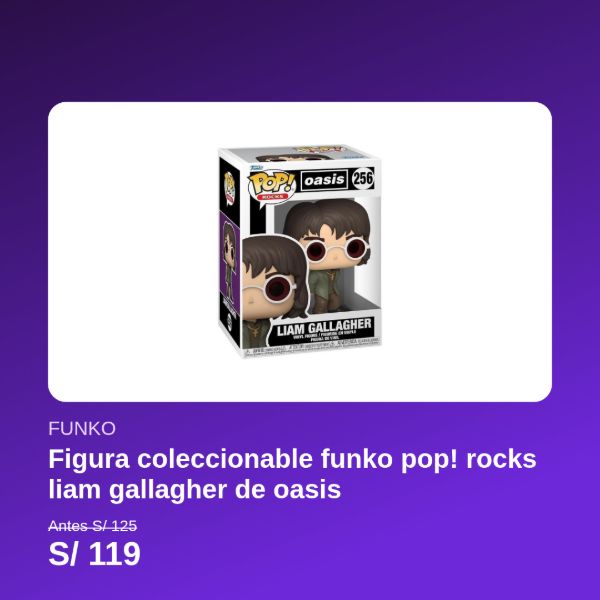 POP!
ROCKS
oasis
256
LIAM GALLAGHER
FUNKO
Figura coleccionable funko pop! rocks
liam gallagher de oasis
Antes S/ 125
S/ 119